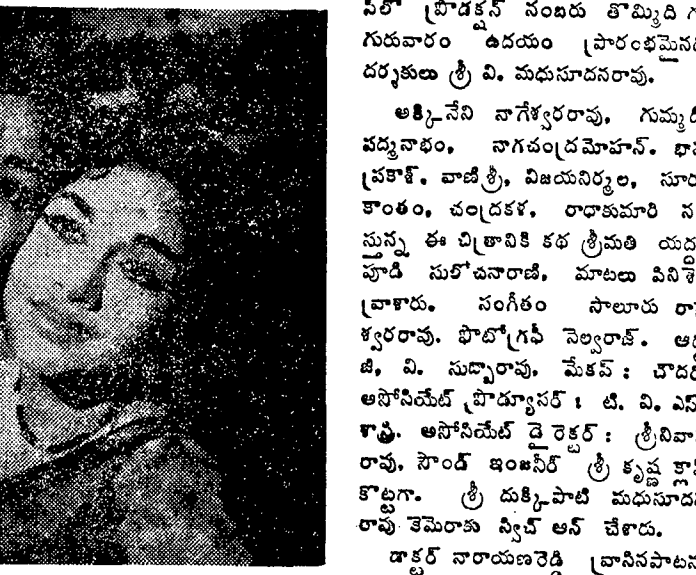 పిలో ప్రొడక్షన్ నంబరు తొమ్మిది గ
గురువారం ఉదయం ప్రారంభమైనద
దర్శకులు శ్రీ వి. మధుసూదనరావు.
అక్కినేని నాగేశ్వరరావు, గుమ్మడి
పద్మనాభం, నాగచంద్రమోహన్. భాన
ప్రకాశ్, వాణిశ్రీ, విజయనిర్మల, సూర
కాంతం, చంద్రకళ, రాధాకుమారి న
స్తున్న ఈ చిత్రానికి కథ శ్రీమతి యద్ద
పూడి సులోచనారాణి, మాటలు పినిశె
వ్రాళారు. సంగీతం సాలూరు రాజ
శ్వరరావు. ఫొటోగ్రఫీ సెల్వరాజ్. ఆర్ట
జి, వి. సుబ్బారావు, మేకప్ : చౌదరి
అసోసియేట్ ప్రొడ్యూసర్ : టి. వి. ఎస్
శాస్త్రి. అసోసియేట్ డైరెక్టర్ : శ్రీనివా
రావు, సౌండ్ ఇంజనీర్ శ్రీ కృష్ణ క్లాస
కొట్టగా. శ్రీ దుక్కిపాటి మధుసూదన
రావు కెమెరాకు స్విచ్ ఆన్ చేశాడు.
డాక్టర్ నారాయణరెడ్డి వ్రాసినపాటన